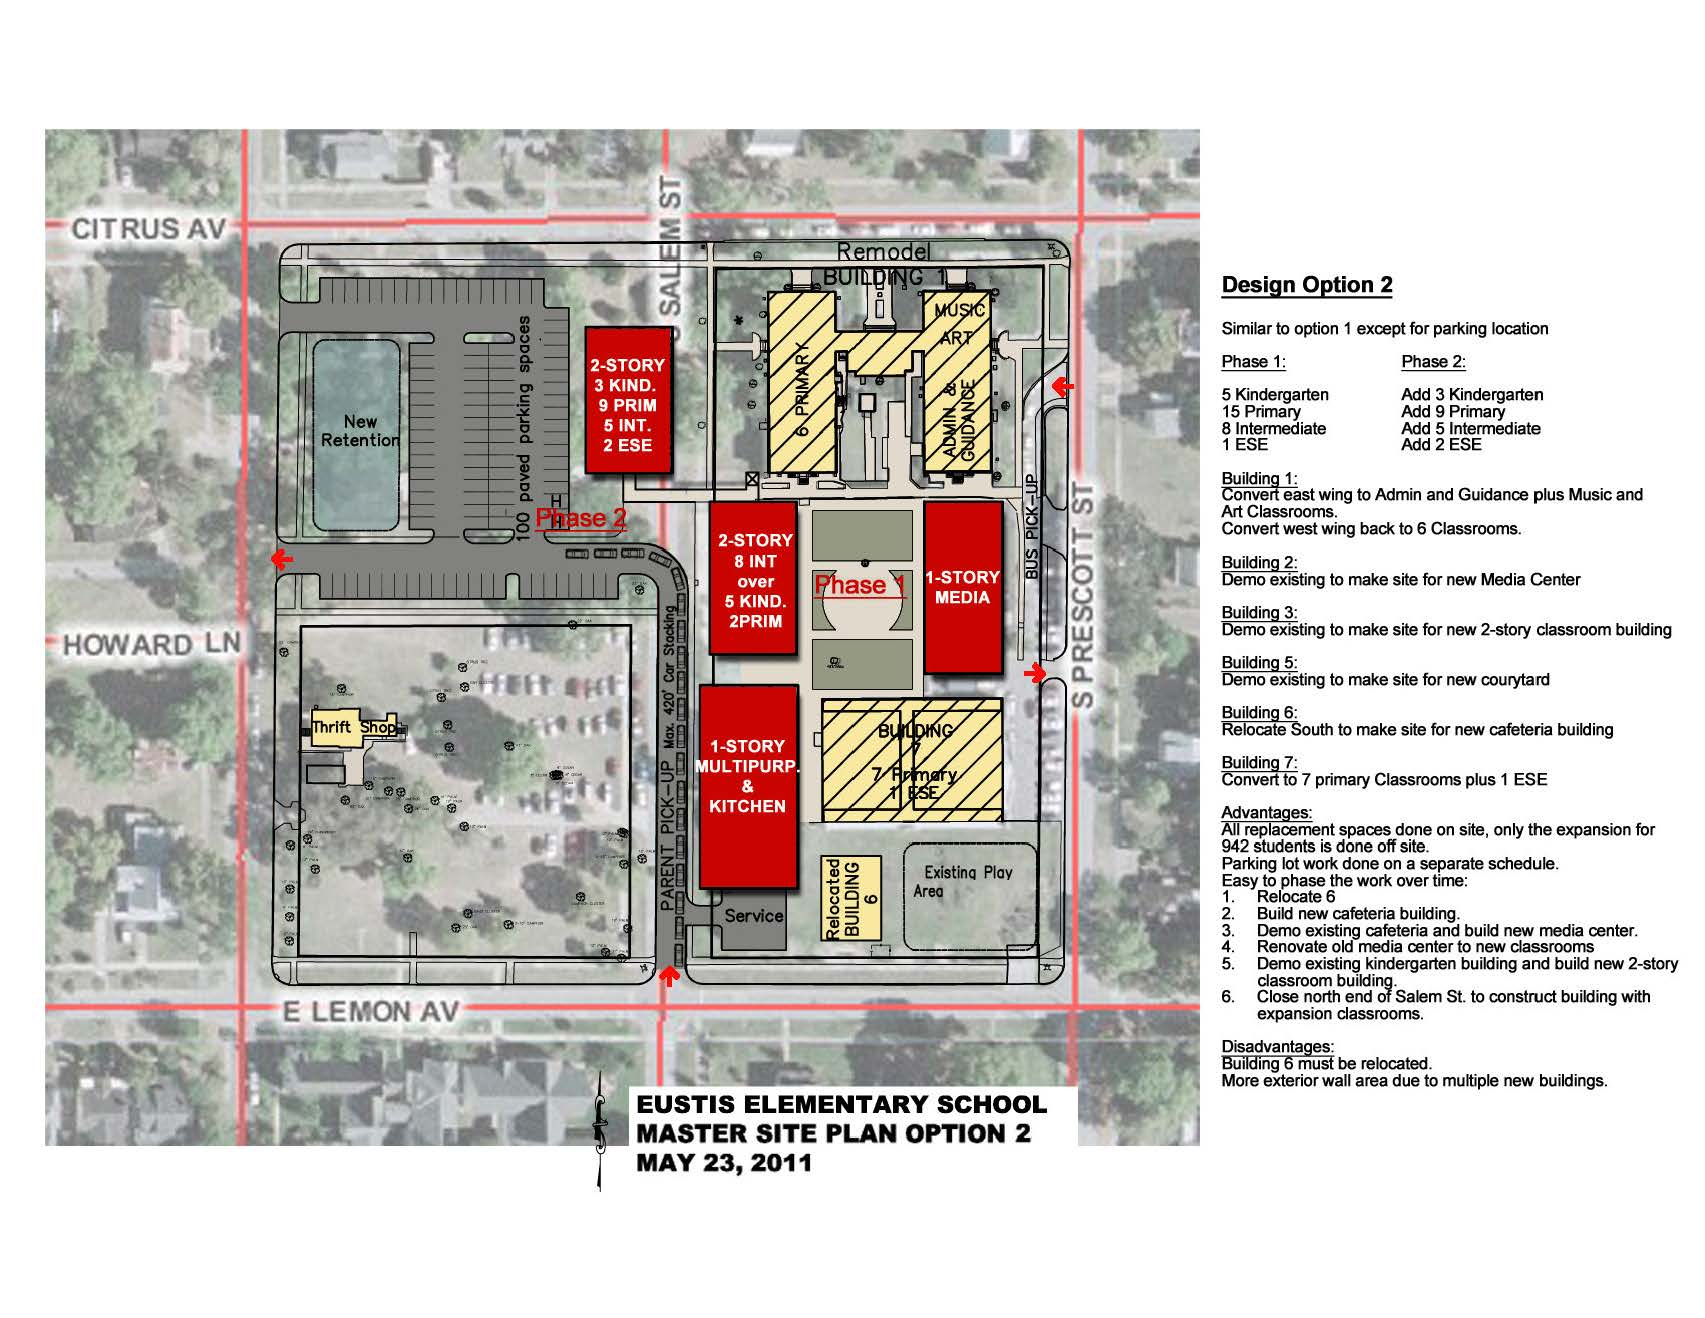 CITRUS AV
S SALEM ST
HOWARD LN
S PRESCOTT ST
E LEMON AV
Remodel
BUILDING 1
MUSIC
ART
ADMIN &
GUIDANCE
6 PRIMARY
100 paved parking spaces
New
Retention
2-STORY
3 KIND.
9 PRIM
5 INT.
2 ESE
Phase 2
2-STORY
8 INT
over
5 KIND.
2PRIM
Phase 1
1-STORY
MEDIA
BUS PICK-UP
PARENT PICK-UP Max. 420' Car Stacking
Thrift Shop
1-STORY
MULTIPURP.
&
KITCHEN
BUILDING
7
7 Primary
1 ESE
Service
Relocated
BUILDING
6
Existing Play
Area
EUSTIS ELEMENTARY SCHOOL
MASTER SITE PLAN OPTION 2
MAY 23, 2011
Design Option 2
Similar to option 1 except for parking location
Phase 1: Phase 2:
5 Kindergarten Add 3 Kindergarten
15 Primary Add 9 Primary
8 Intermediate Add 5 Intermediate
1 ESE Add 2 ESE
Building 1:
Convert east wing to Admin and Guidance plus Music and
Art Classrooms.
Convert west wing back to 6 Classrooms.
Building 2:
Demo existing to make site for new Media Center
Building 3:
Demo existing to make site for new 2-story classroom building
Building 5:
Demo existing to make site for new courytard
Building 6:
Relocate South to make site for new cafeteria building
Building 7:
Convert to 7 primary Classrooms plus 1 ESE
Advantages:
All replacement spaces done on site, only the expansion for
942 students is done off site.
Parking lot work done on a separate schedule.
Easy to phase the work over time:
1. Relocate 6
2. Build new cafeteria building.
3. Demo existing cafeteria and build new media center.
4. Renovate old media center to new classrooms
5. Demo existing kindergarten building and build new 2-story
classroom building.
6. Close north end of Salem St. to construct building with
expansion classrooms.
Disadvantages:
Building 6 must be relocated.
More exterior wall area due to multiple new buildings.